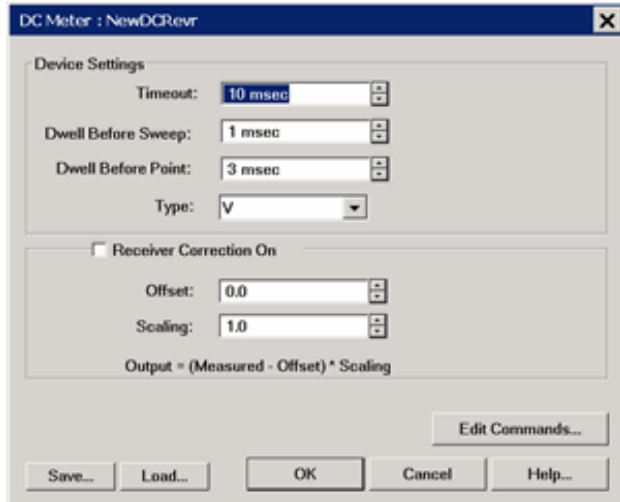 DC Meter : NewDCRevr
Device Settings
Timeout: 10 msec
Dwell Before Sweep: 1 msec
Dwell Before Point: 3 msec
Type: V
Receiver Correction On
Offset: 0.0
Scaling: 1.0
Output = (Measured - Offset) * Scaling
Edit Commands...
Save... Load... OK Cancel Help...